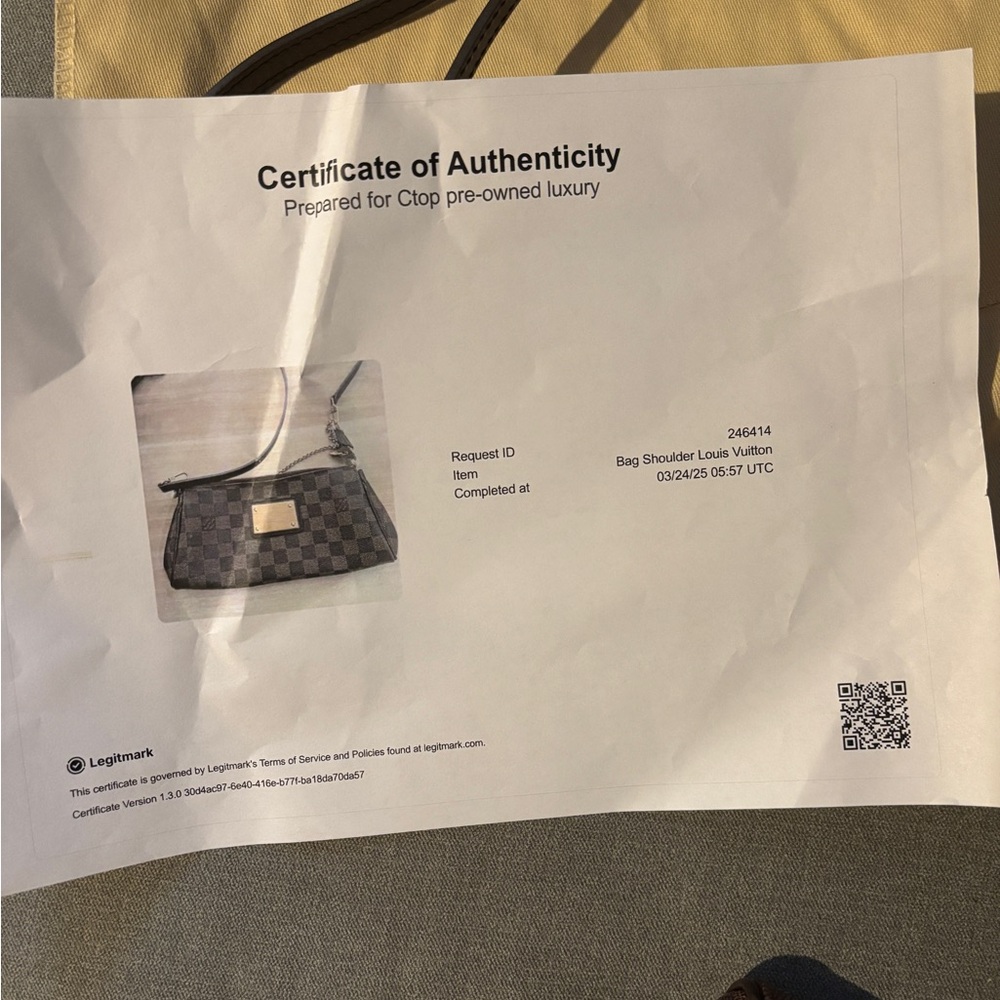 Certificate of Authenticity
Prepared for Ctop pre-owned luxury
Request ID 246414
Item Bag Shoulder Louis Vuitton
Completed at 03/24/25 05:57 UTC
Legitmark
This certificate is governed by Legitmark's Terms of Service and Policies found at legitmark.com.
Certificate Version 1.3.0 30d4ac97-6e40-416e-b77f-ba18da70da57